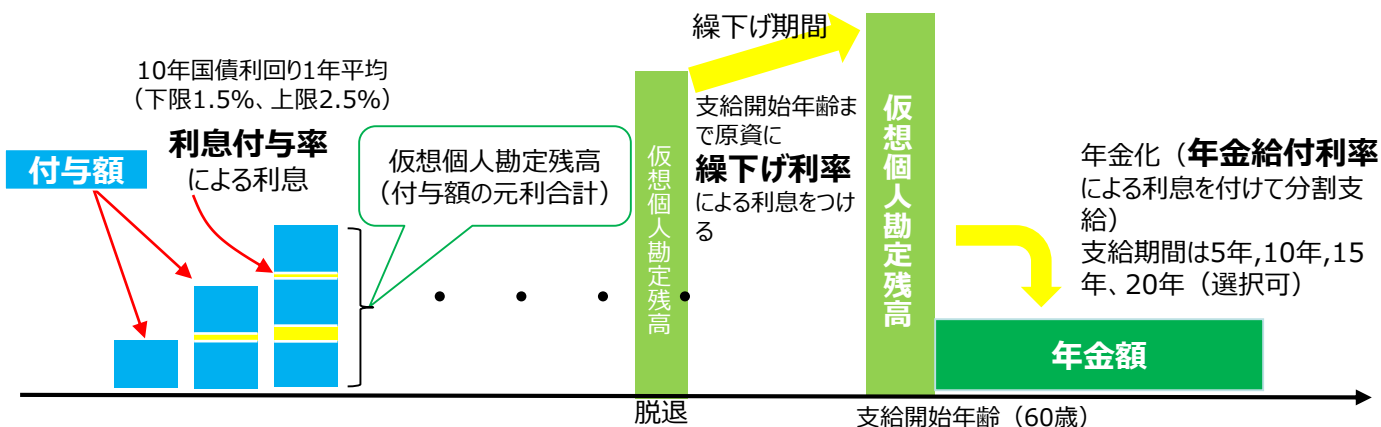 10年国債利回り1年平均
（下限1.5%、上限2.5%）
利息付与率
による利息
付与額
仮想個人勘定残高
（付与額の元利合計）
仮想個人勘定残高
脱退
繰下げ期間
支給開始年齢ま
で原資に
繰下げ利率
による利息をつけ
る
仮想個人勘定残高
支給開始年齢（60歳）
年金化（年金給付利率
による利息を付けて分割支
給）
支給期間は5年,10年,15
年、20年（選択可）
年金額